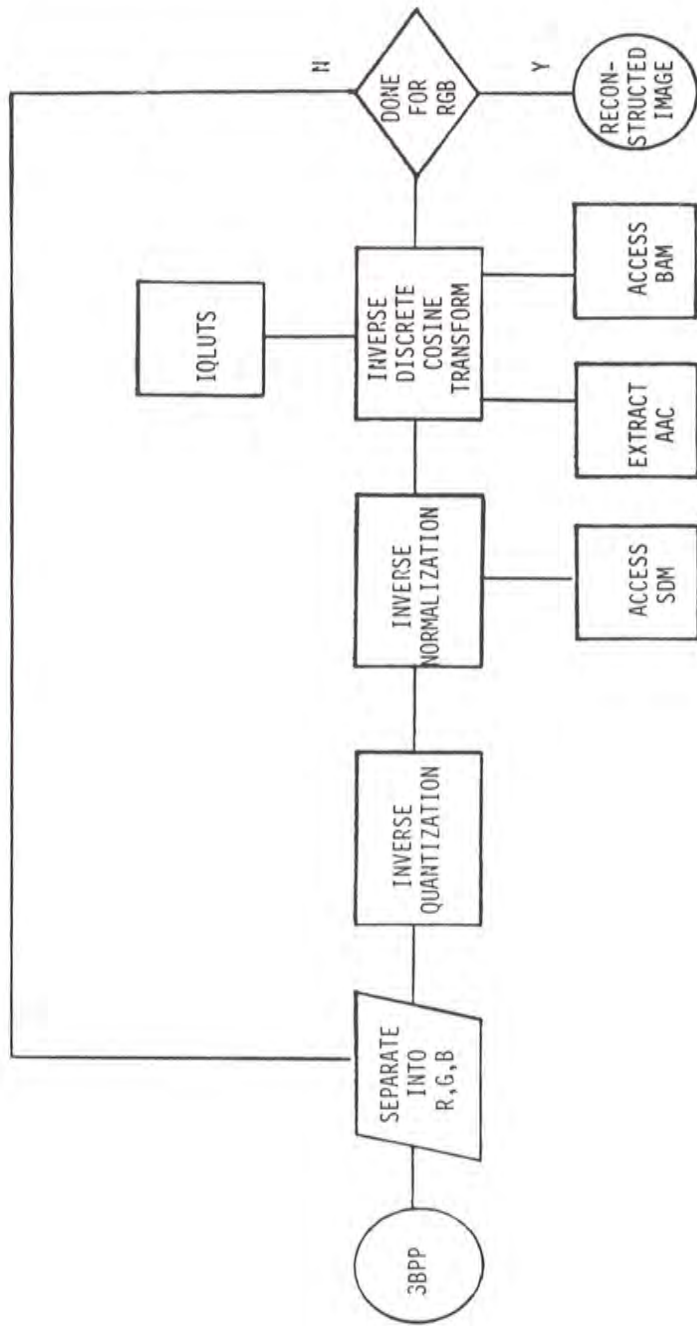 3BPP
SEPARATE
INTO
R,G,B
INVERSE
QUANTIZATION
INVERSE
NORMALIZATION
ACCESS
SDM
IQLUTS
INVERSE
DISCRETE
COSINE
TRANSFORM
EXTRACT
AAC
ACCESS
BAM
DONE
FOR
RGB
N
Y
RECON-
STRUCTED
IMAGE